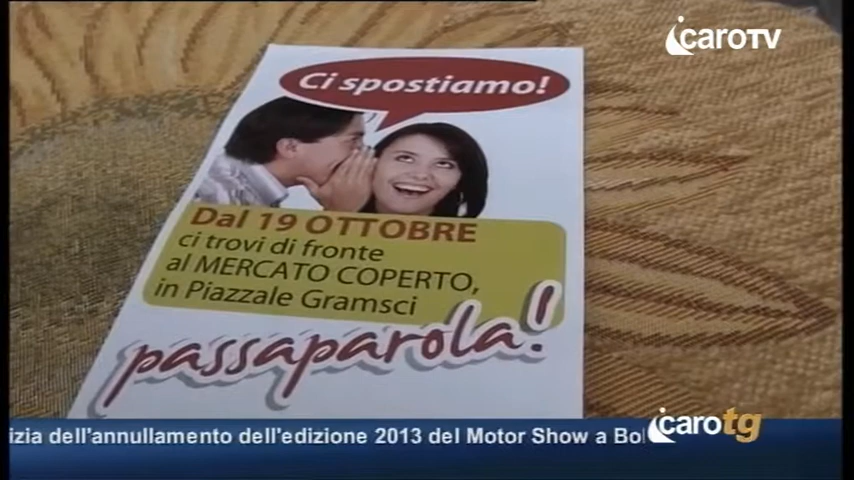 icaroTV
Ci spostiamo!
Dal 19 OTTOBRE
ci trovi di fronte
al MERCATO COPERTO,
in Piazzale Gramsci
passaparola!
izia dell'annullamento dell'edizione 2013 del Motor Show a Bol
icarotg